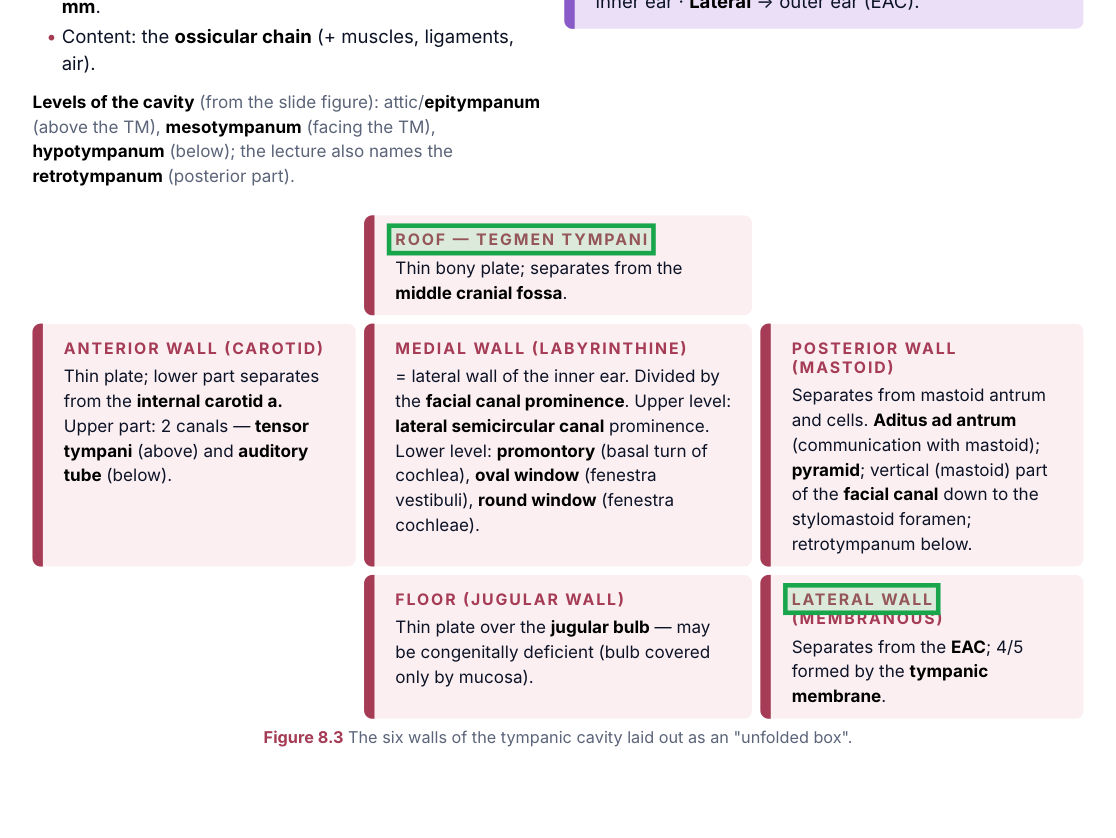 mm.
• Content: the ossicular chain (+ muscles, ligaments,
air).
Levels of the cavity (from the slide figure): attic/epitympanum
(above the TM), mesotympanum (facing the TM),
hypotympanum (below); the lecture also names the
retrotympanum (posterior part).
inner ear · Lateral → outer ear (EAC).
ROOF — TEGMEN TYMPANI
Thin bony plate; separates from the
middle cranial fossa.
ANTERIOR WALL (CAROTID)
Thin plate; lower part separates
from the internal carotid a.
Upper part: 2 canals — tensor
tympani (above) and auditory
tube (below).
MEDIAL WALL (LABYRINTHINE)
= lateral wall of the inner ear. Divided by
the facial canal prominence. Upper level:
lateral semicircular canal prominence.
Lower level: promontory (basal turn of
cochlea), oval window (fenestra
vestibuli), round window (fenestra
cochleae).
POSTERIOR WALL
(MASTOID)
Separates from mastoid antrum
and cells. Aditus ad antrum
(communication with mastoid);
pyramid; vertical (mastoid) part
of the facial canal down to the
stylomastoid foramen;
retrotympanum below.
FLOOR (JUGULAR WALL)
Thin plate over the jugular bulb — may
be congenitally deficient (bulb covered
only by mucosa).
LATERAL WALL
(MEMBRANOUS)
Separates from the EAC; 4/5
formed by the tympanic
membrane.
Figure 8.3 The six walls of the tympanic cavity laid out as an "unfolded box".